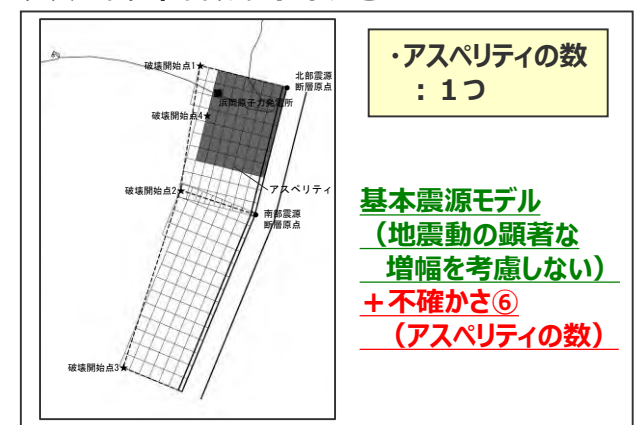 破壊開始点1★
北部震源
断層原点
浜岡原子力発電所
破壊開始点4★
アスペリティ
破壊開始点2★
南部震源
断層原点
破壊開始点3★
・アスペリティの数
：１つ
基本震源モデル
（地震動の顕著な
増幅を考慮しない）
＋不確かさ⑥
（アスペリティの数）